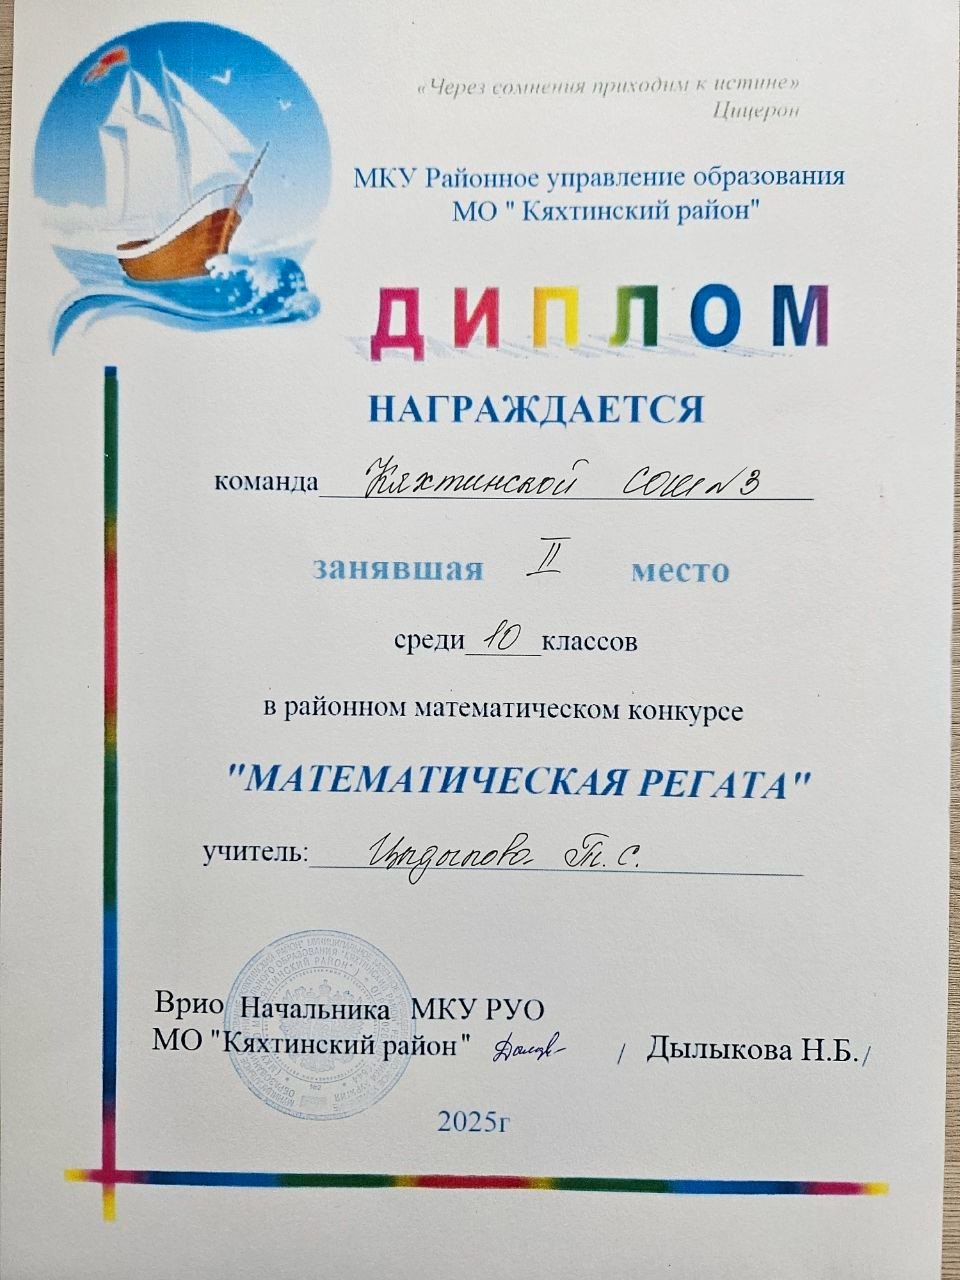 «Через сомнения приходим к истине»
Цицерон
МКУ Районное управление образования
МО " Кяхтинский район"
ДИПЛОМ
НАГРАЖДАЕТСЯ
команда Кяхтинской СОШ №3
занявшая II место
среди 10 классов
в районном математическом конкурсе
"МАТЕМАТИЧЕСКАЯ РЕГАТА"
учитель: Цыдыпова Т. С.
Врио Начальника МКУ РУО
МО "Кяхтинский район" / Дылыкова Н.Б./
2025г